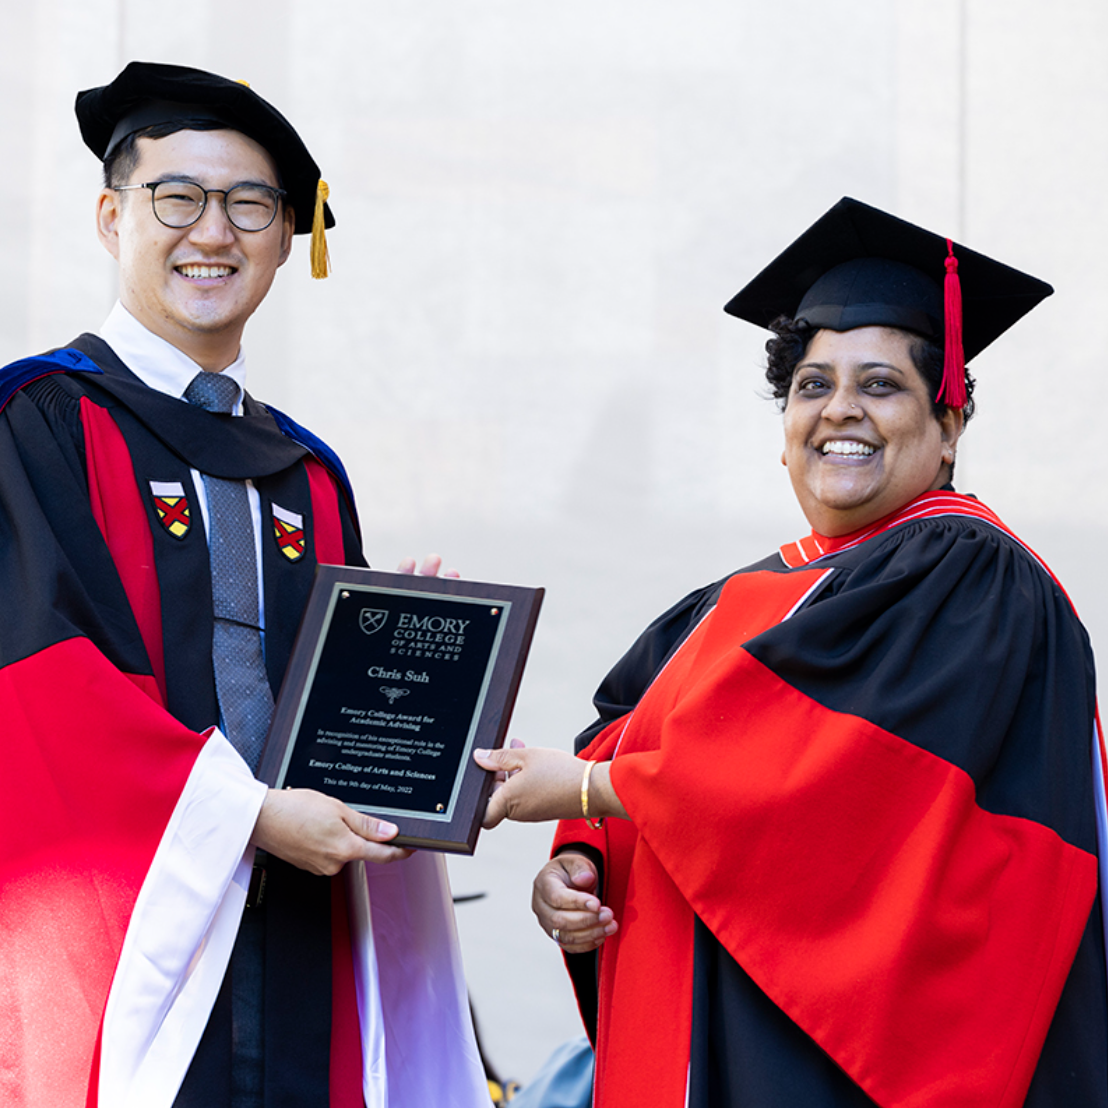 EMORY
COLLEGE
OF ARTS AND
SCIENCES
Chris Suh
Emory College Award for
Academic Advising
In recognition of his exceptional role in the
advising and mentoring of Emory College
undergraduate students.
Emory College of Arts and Sciences
This the 9th day of May, 2022